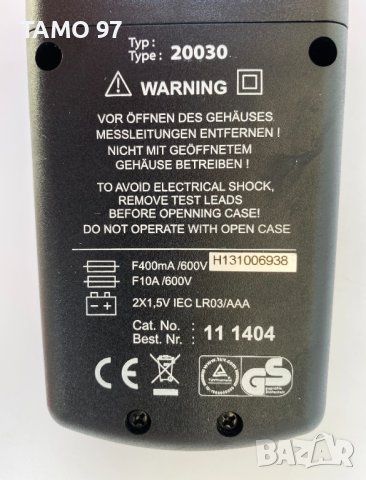 TAMO 97
Typ:
Type: 20030
WARNING
VOR ÖFFNEN DES GEHÄUSES
MESSLEITUNGEN ENTFERNEN !
NICHT MIT GEÖFFNETEM
GEHÄUSE BETREIBEN !
TO AVOID ELECTRICAL SHOCK,
REMOVE TEST LEADS
BEFORE OPENNING CASE!
DO NOT OPERATE WITH OPEN CASE
F400mA /600V H131006938
F10A /600V
2X1,5V IEC LR03/AAA
Cat. No. :
Best. Nr. : 11 1404
CE
GS
BAZAR